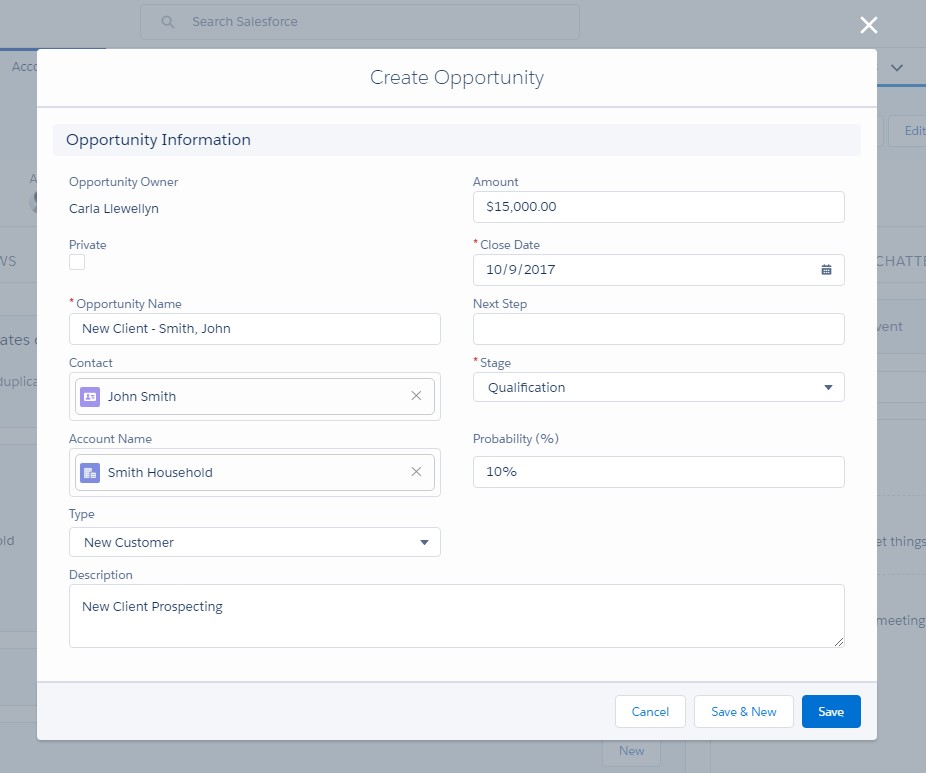 Search Salesforce
Create Opportunity
Edit
Opportunity Information
Opportunity Owner
Carla Llewellyn
Amount
$15,000.00
Private
* Close Date
10/9/2017
* Opportunity Name
New Client - Smith, John
Next Step
Contact
John Smith
* Stage
Qualification
Account Name
Smith Household
Probability (%)
10%
Type
New Customer
Description
New Client Prospecting
Cancel
Save & New
Save
New